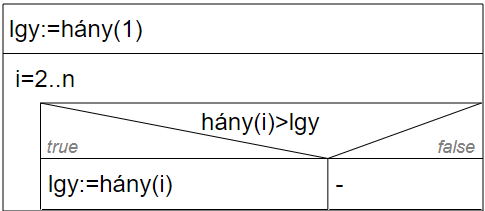 lgy:=hány(1)
i=2..n
hány(i)>lgy
true
false
lgy:=hány(i)
-